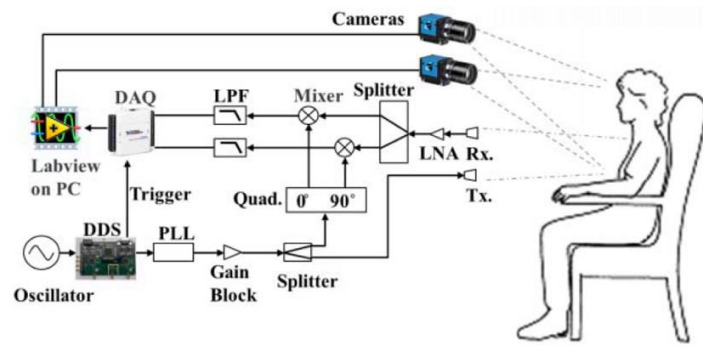 Cameras
DAQ
LPF
Mixer
Splitter
Labview
on PC
LNA
Rx.
Trigger
Quad.
0°
90°
Tx.
DDS
PLL
Oscillator
Gain
Block
Splitter